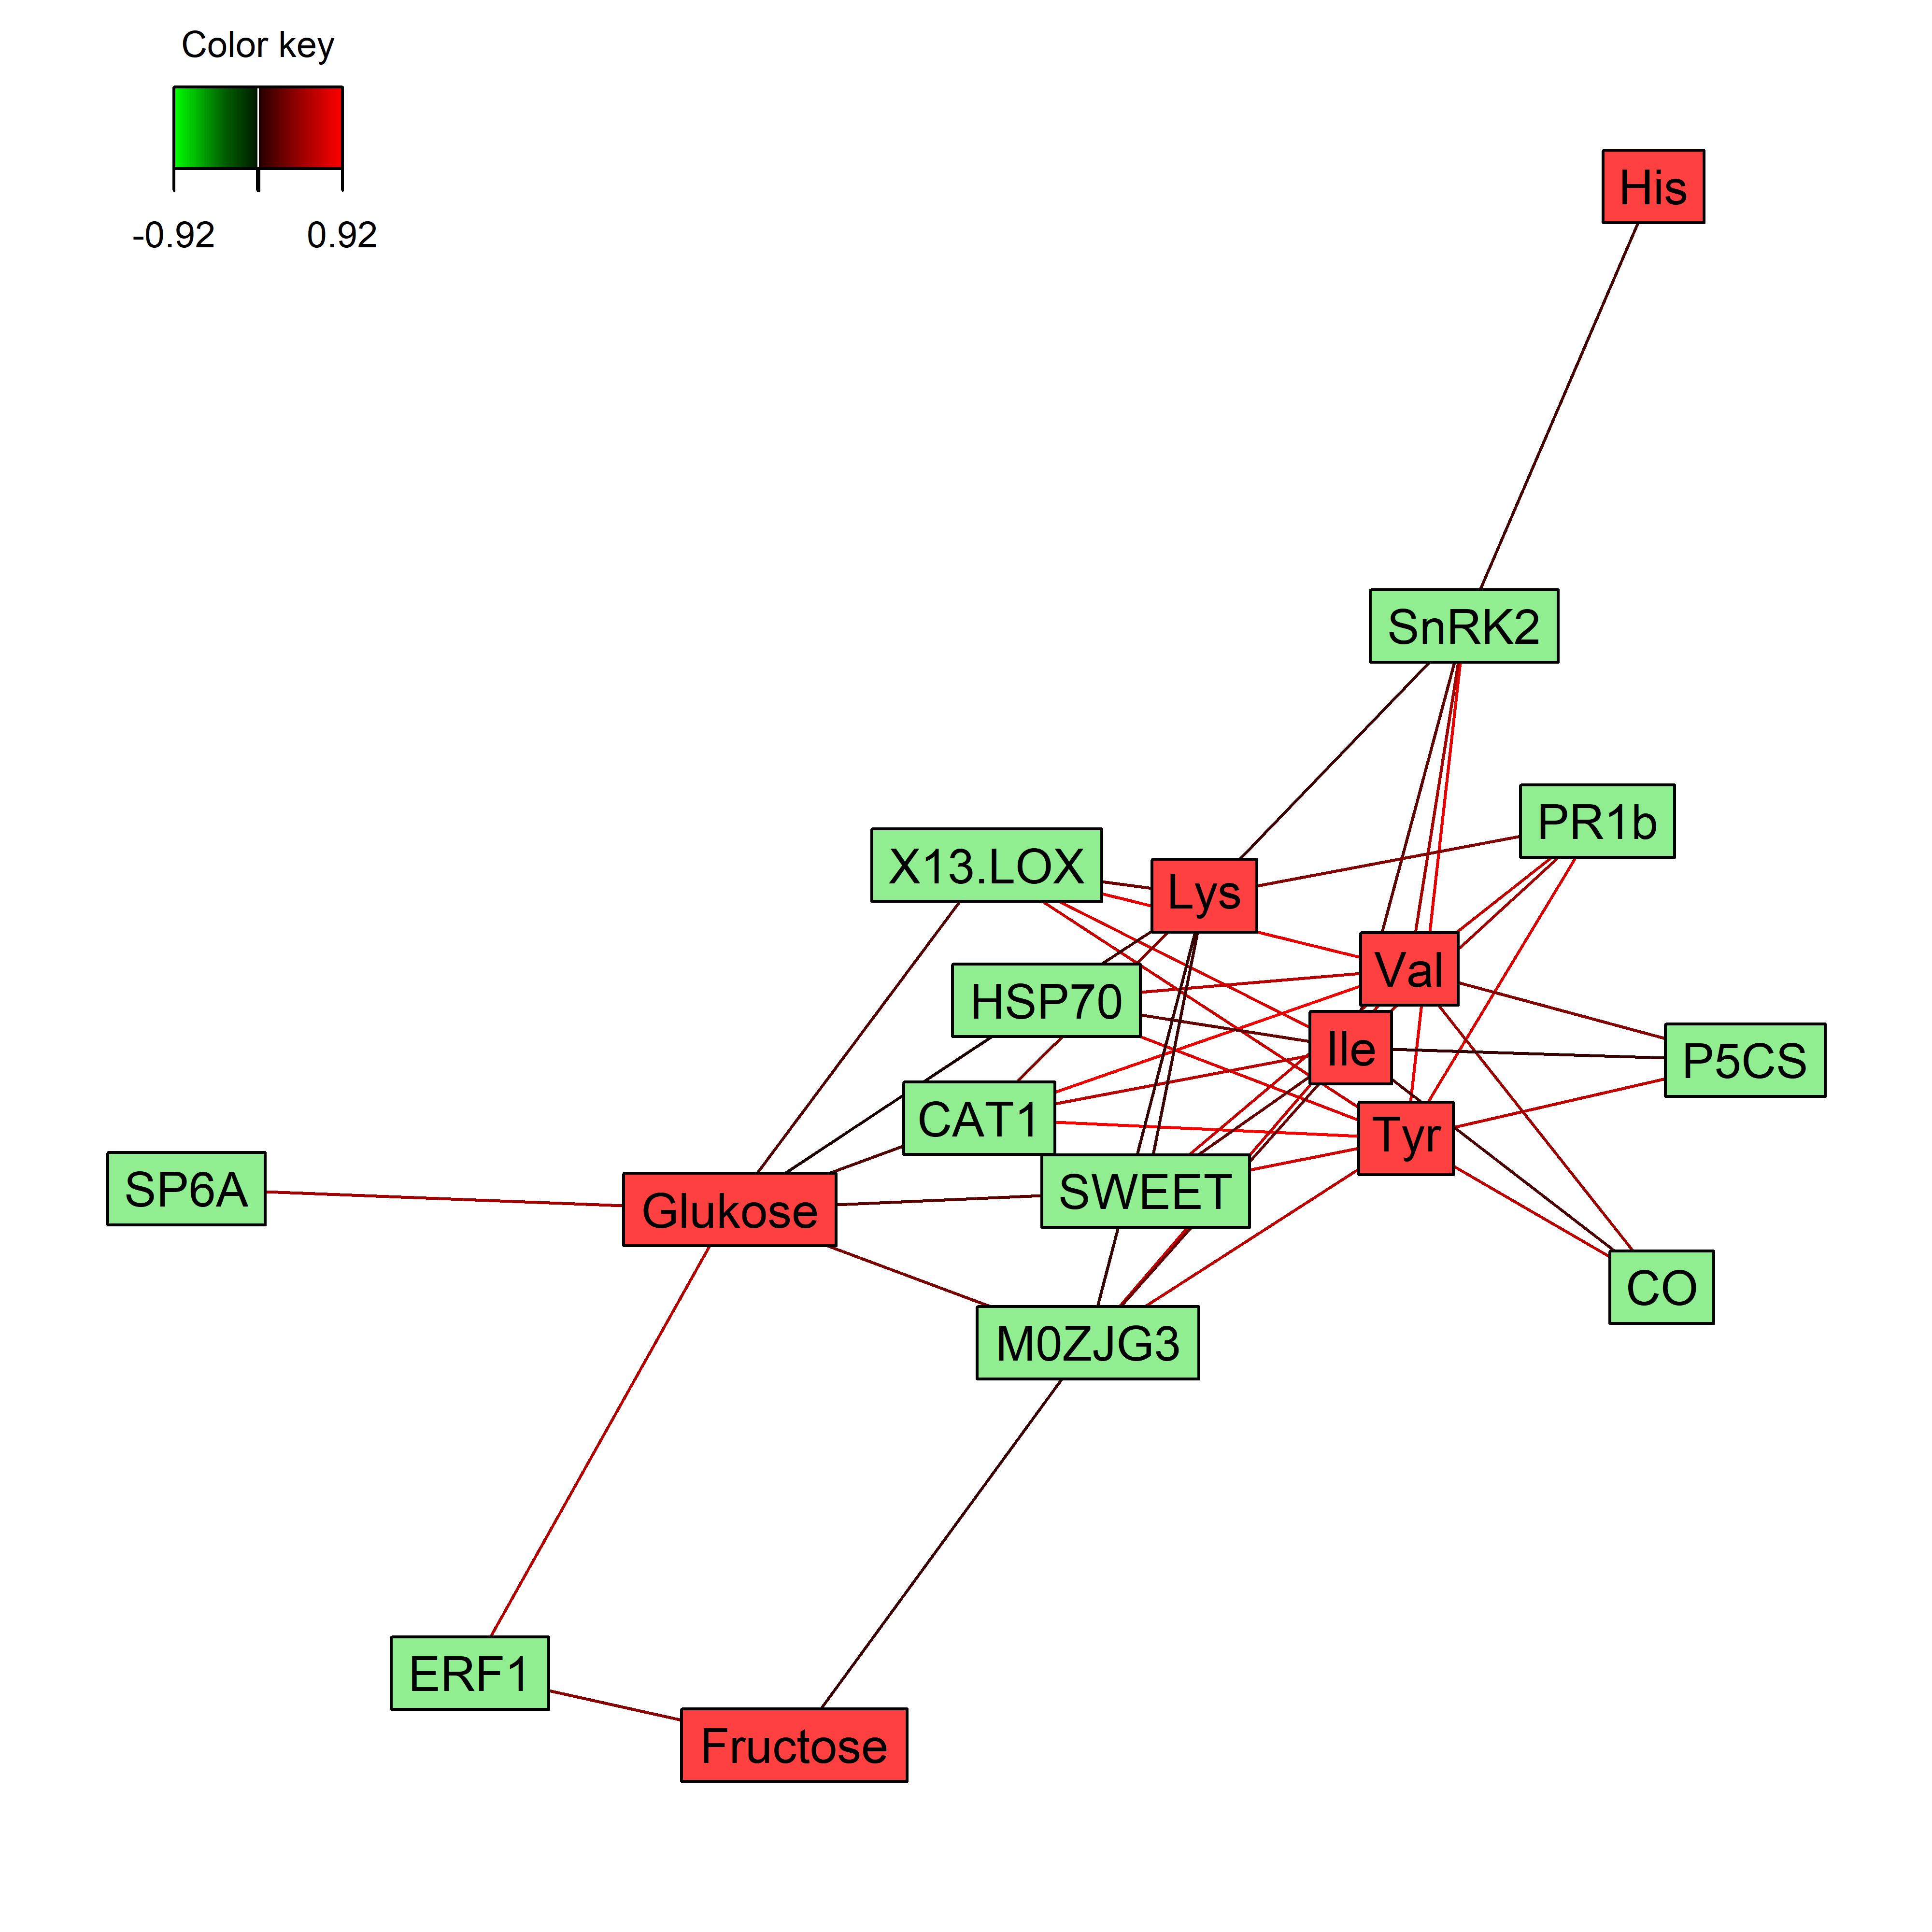 Color key
-0.92 0.92
His
SnRK2
PR1b
X13.LOX
Lys
Val
HSP70
Ile
P5CS
CAT1
Tyr
SP6A
SWEET
Glukose
CO
M0ZJG3
ERF1
Fructose